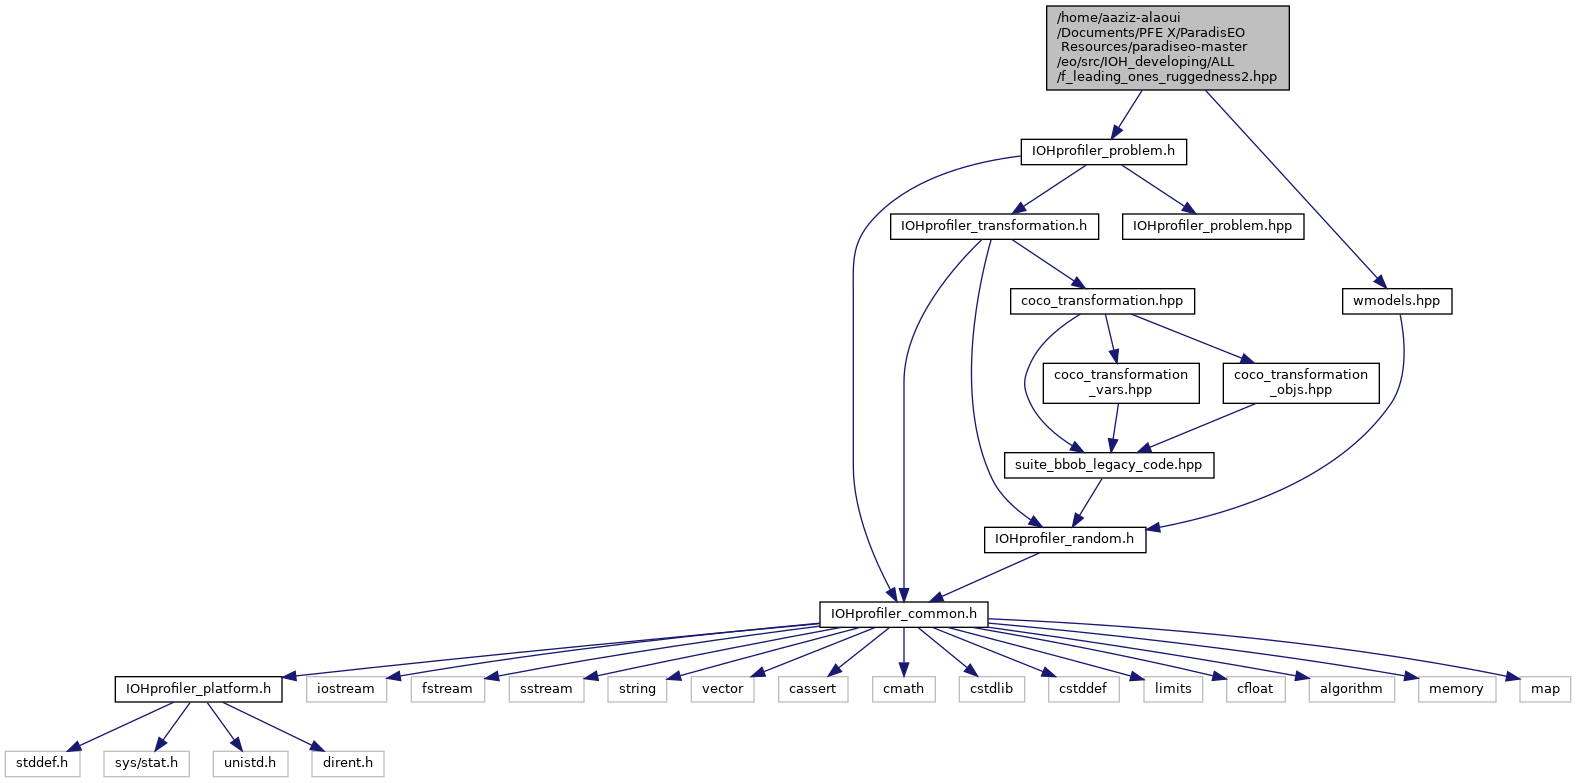 /home/aaziz-alaoui
/Documents/PFE X/ParadisEO
Resources/paradiseo-master
/eo/src/IOH_developing/ALL
/f_leading_ones_ruggedness2.hpp
IOHprofiler_problem.h
IOHprofiler_transformation.h
IOHprofiler_problem.hpp
coco_transformation.hpp
wmodels.hpp
coco_transformation
_vars.hpp
coco_transformation
_objs.hpp
suite_bbob_legacy_code.hpp
IOHprofiler_random.h
IOHprofiler_common.h
IOHprofiler_platform.h
iostream
fstream
sstream
string
vector
cassert
cmath
cstdlib
cstddef
limits
cfloat
algorithm
memory
map
stddef.h
sys/stat.h
unistd.h
dirent.h